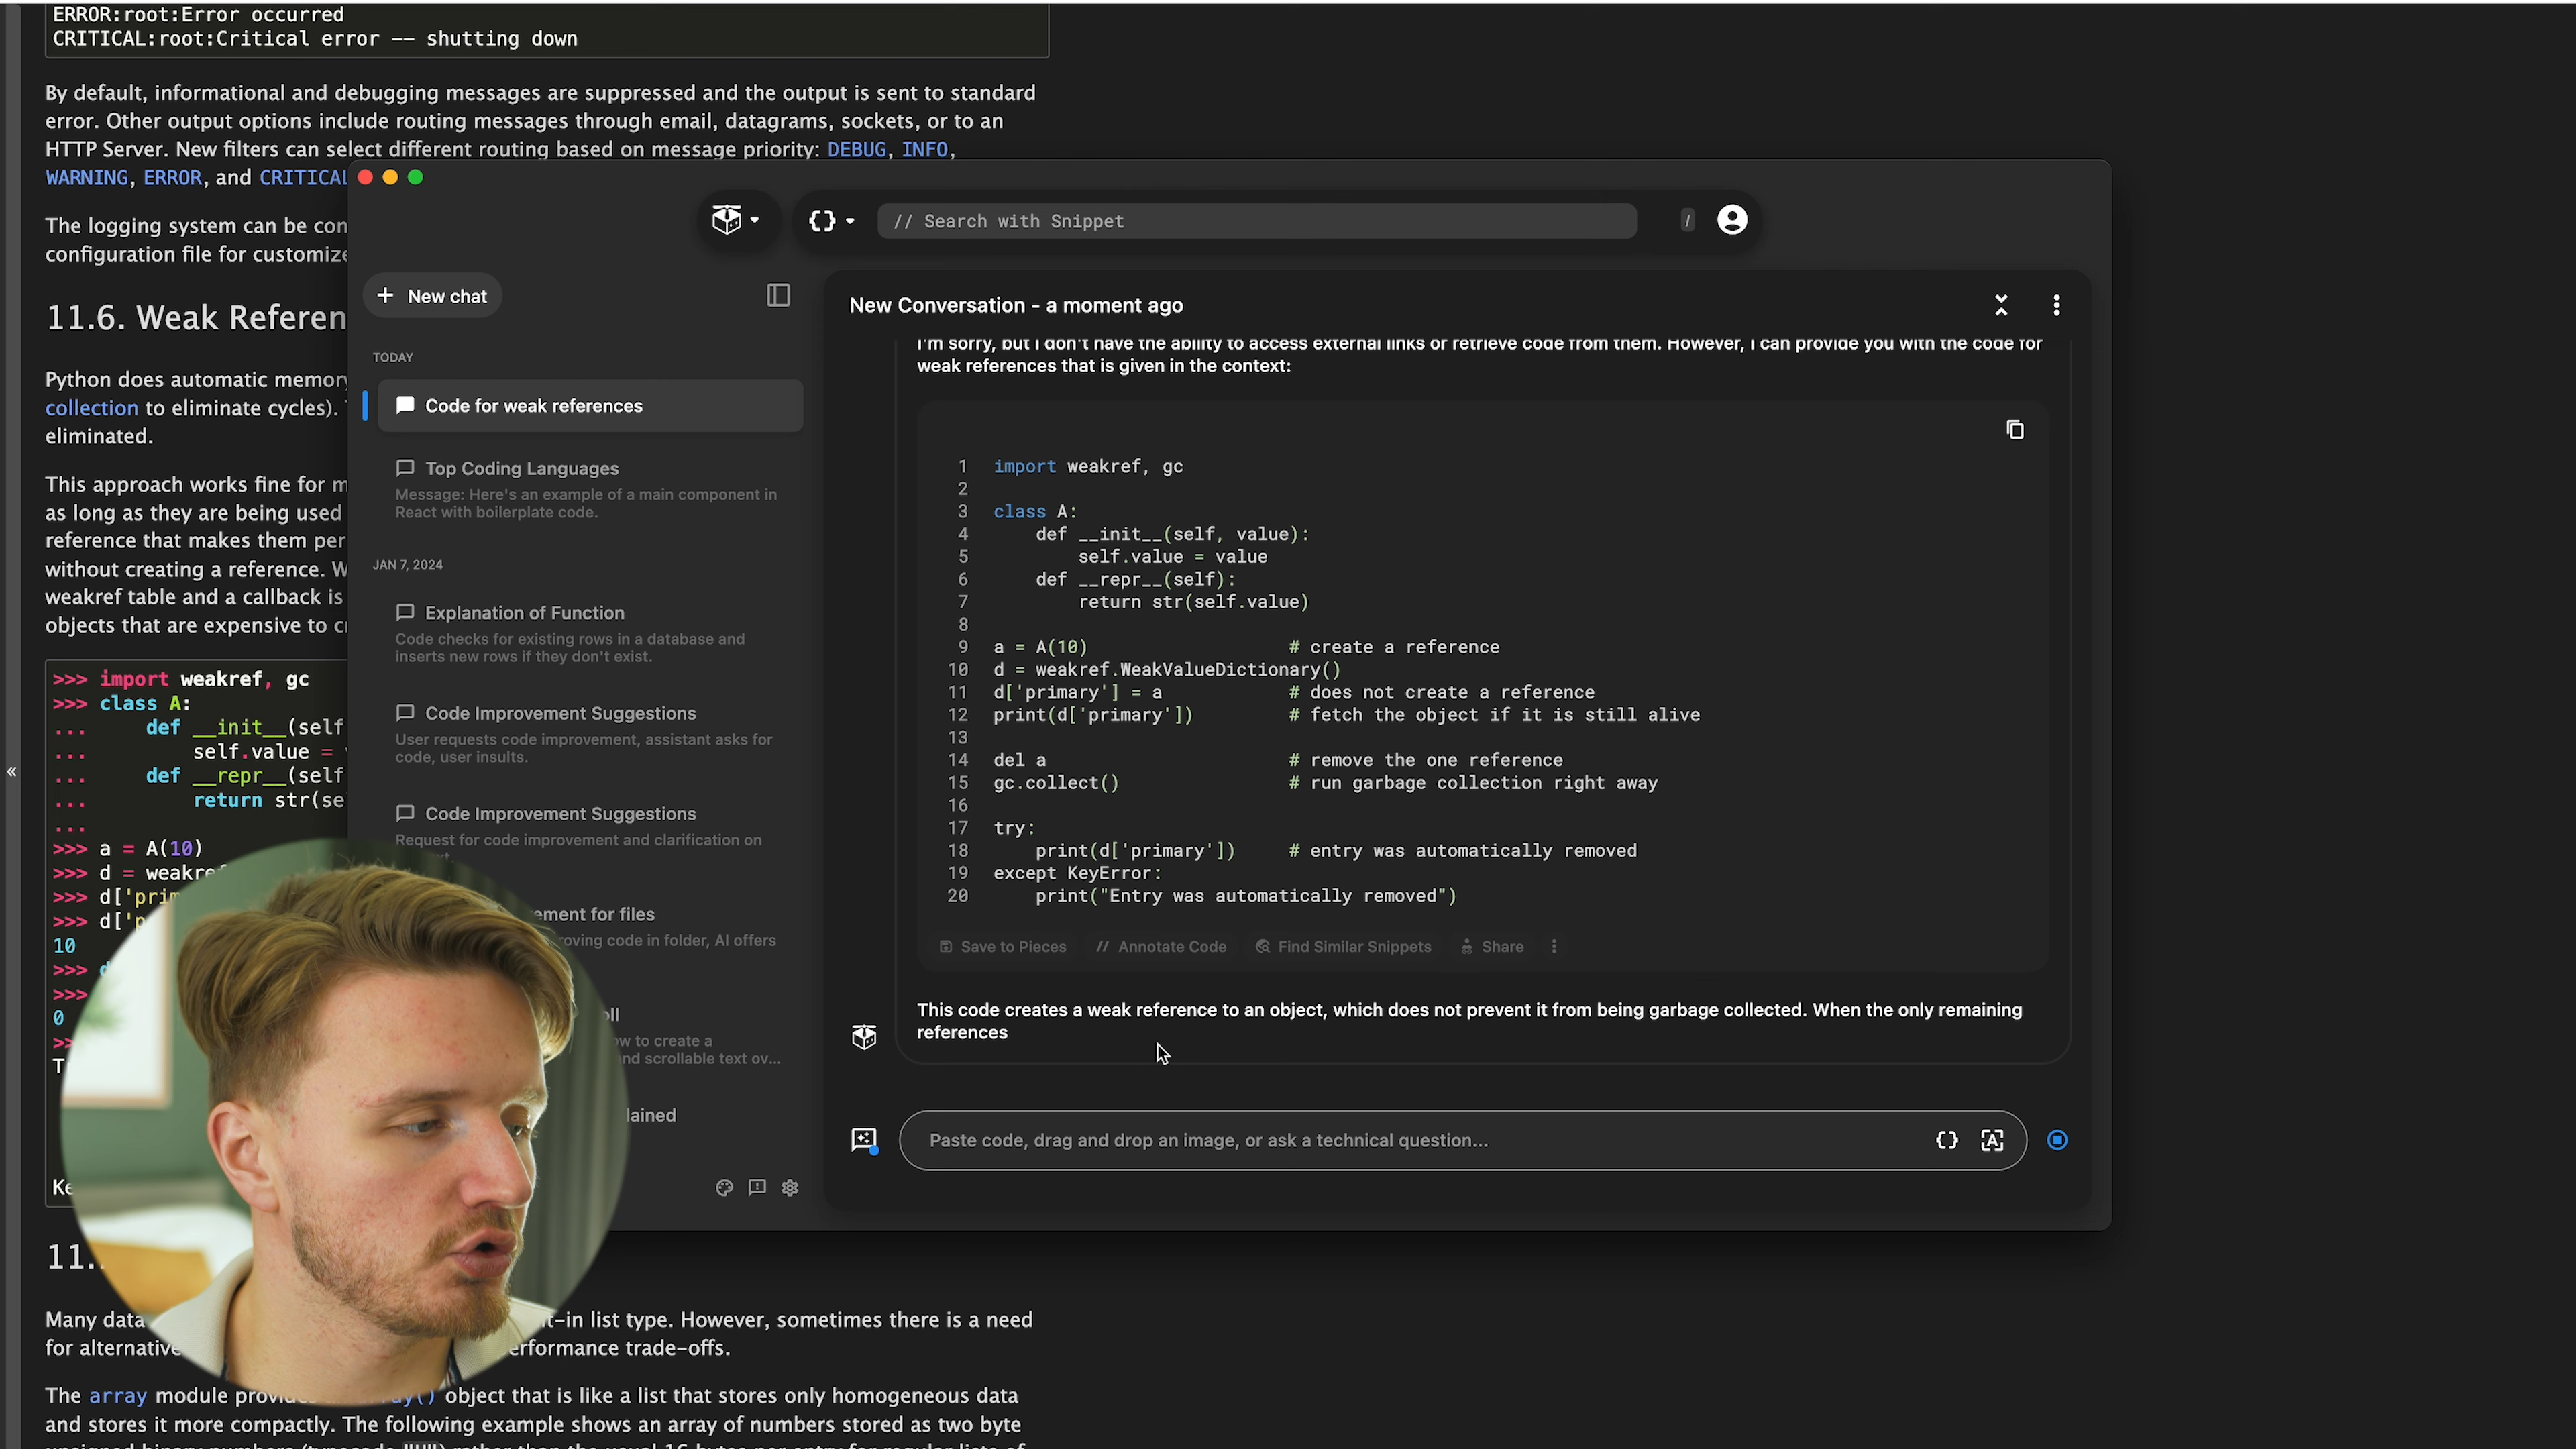 ERROR:root:Error occurred
CRITICAL:root:Critical error -- shutting down
By default, informational and debugging messages are suppressed and the output is sent to standard
error. Other output options include routing messages through email, datagrams, sockets, or to an
HTTP Server. New filters can select different routing based on message priority: DEBUG, INFO,
WARNING, ERROR, and CRITICAL
The logging system can be con
configuration file for customize
11.6. Weak Referen
Python does automatic memory
collection to eliminate cycles).
eliminated.
This approach works fine for m
as long as they are being used
reference that makes them per
without creating a reference. W
weakref table and a callback is
objects that are expensive to cr
>>> import weakref, gc
>>> class A:
... def __init__(self
... self.value =
... def __repr__(self
... return str(se
...
>>> a = A(10)
>>> d = weakre
>>> d['prim
>>> d['p
10
>>> d
>>>
0
>>
T
Ke
11.
Many data
t-in list type. However, sometimes there is a need
for alternative
erformance trade-offs.
The array module provi
ay() object that is like a list that stores only homogeneous data
and stores it more compactly. The following example shows an array of numbers stored as two byte
// Search with Snippet
/
+ New chat
TODAY
Code for weak references
Top Coding Languages
Message: Here's an example of a main component in
React with boilerplate code.
JAN 7, 2024
Explanation of Function
Code checks for existing rows in a database and
inserts new rows if they don't exist.
Code Improvement Suggestions
User requests code improvement, assistant asks for
code, user insults.
Code Improvement Suggestions
Request for code improvement and clarification on
ement for files
roving code in folder, AI offers
oll
ow to create a
nd scrollable text ov...
lained
New Conversation - a moment ago
I'm sorry, but I don't have the ability to access external links or retrieve code from them. However, I can provide you with the code for
weak references that is given in the context:
1 import weakref, gc
2
3 class A:
4 def __init__(self, value):
5 self.value = value
6 def __repr__(self):
7 return str(self.value)
8
9 a = A(10) # create a reference
10 d = weakref.WeakValueDictionary()
11 d['primary'] = a # does not create a reference
12 print(d['primary']) # fetch the object if it is still alive
13
14 del a # remove the one reference
15 gc.collect() # run garbage collection right away
16
17 try:
18 print(d['primary']) # entry was automatically removed
19 except KeyError:
20 print("Entry was automatically removed")
Save to Pieces // Annotate Code Find Similar Snippets Share
This code creates a weak reference to an object, which does not prevent it from being garbage collected. When the only remaining
references
Paste code, drag and drop an image, or ask a technical question...